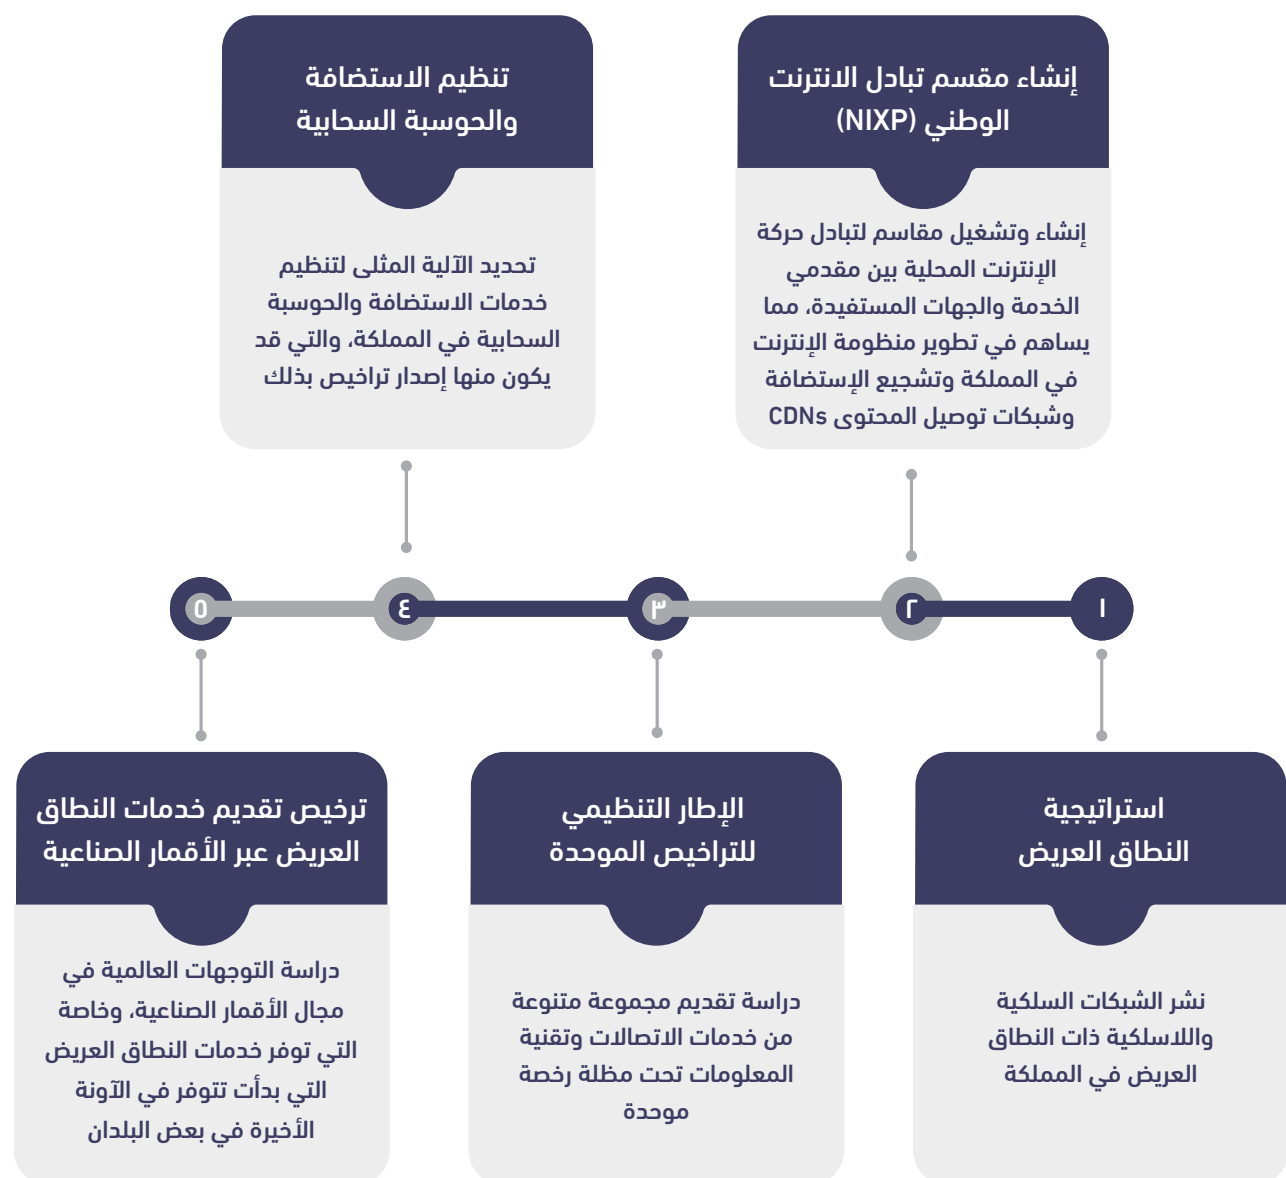 إنشاء مقسم تبادل الانترنت
الوطني (NIXP)
إنشاء وتشغيل مقاسم لتبادل حركة
الإنترنت المحلية بين مقدمي
الخدمة والجهات المستفيدة، مما
يساهم في تطوير منظومة الإنترنت
في المملكة وتشجيع الإستضافة
وشبكات توصيل المحتوى CDNs
تنظيم الاستضافة
والحوسبة السحابية
تحديد الآلية المثلى لتنظيم
خدمات الاستضافة والحوسبة
السحابية في المملكة، والتي قد
يكون منها إصدار تراخيص بذلك
١
٢
٣
٤
٥
استراتيجية
النطاق العريض
نشر الشبكات السلكية
واللاسلكية ذات النطاق
العريض في المملكة
الإطار التنظيمي
للتراخيص الموحدة
دراسة تقديم مجموعة متنوعة
من خدمات الاتصالات وتقنية
المعلومات تحت مظلة رخصة
موحدة
ترخيص تقديم خدمات النطاق
العريض عبر الأقمار الصناعية
دراسة التوجهات العالمية في
مجال الأقمار الصناعية، وخاصة
التي توفر خدمات النطاق العريض
التي بدأت تتوفر في الآونة
الأخيرة في بعض البلدان